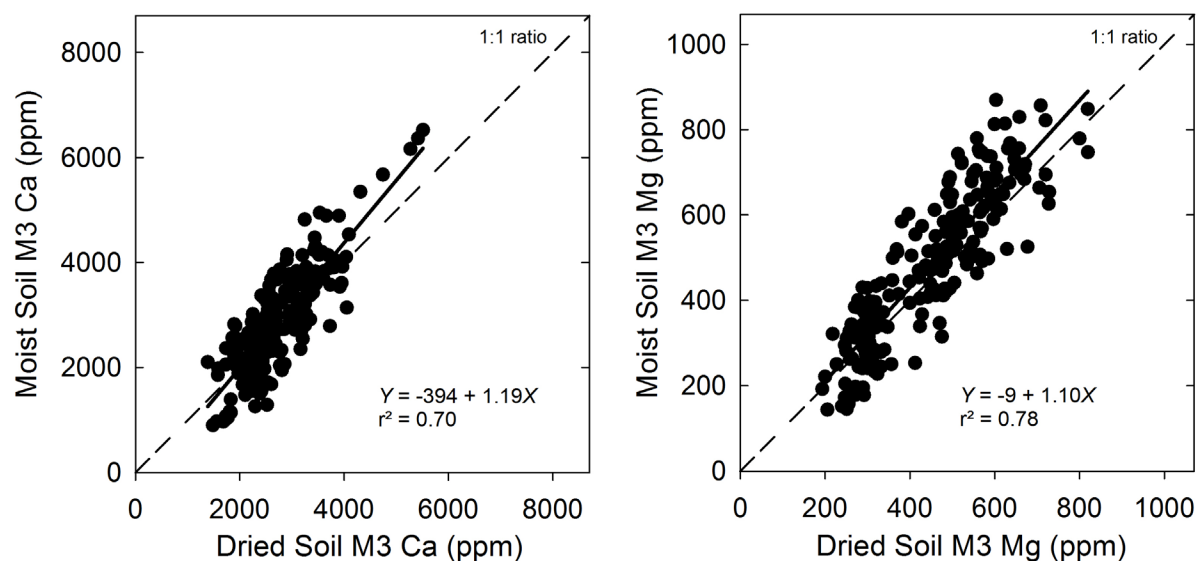 Moist Soil M3 Ca (ppm)
8000
6000
4000
2000
0
1:1 ratio
Y = -394 + 1.19X
r² = 0.70
0 2000 4000 6000 8000
Dried Soil M3 Ca (ppm)
Moist Soil M3 Mg (ppm)
1000
800
600
400
200
0
1:1 ratio
Y = -9 + 1.10X
r² = 0.78
0 200 400 600 800 1000
Dried Soil M3 Mg (ppm)